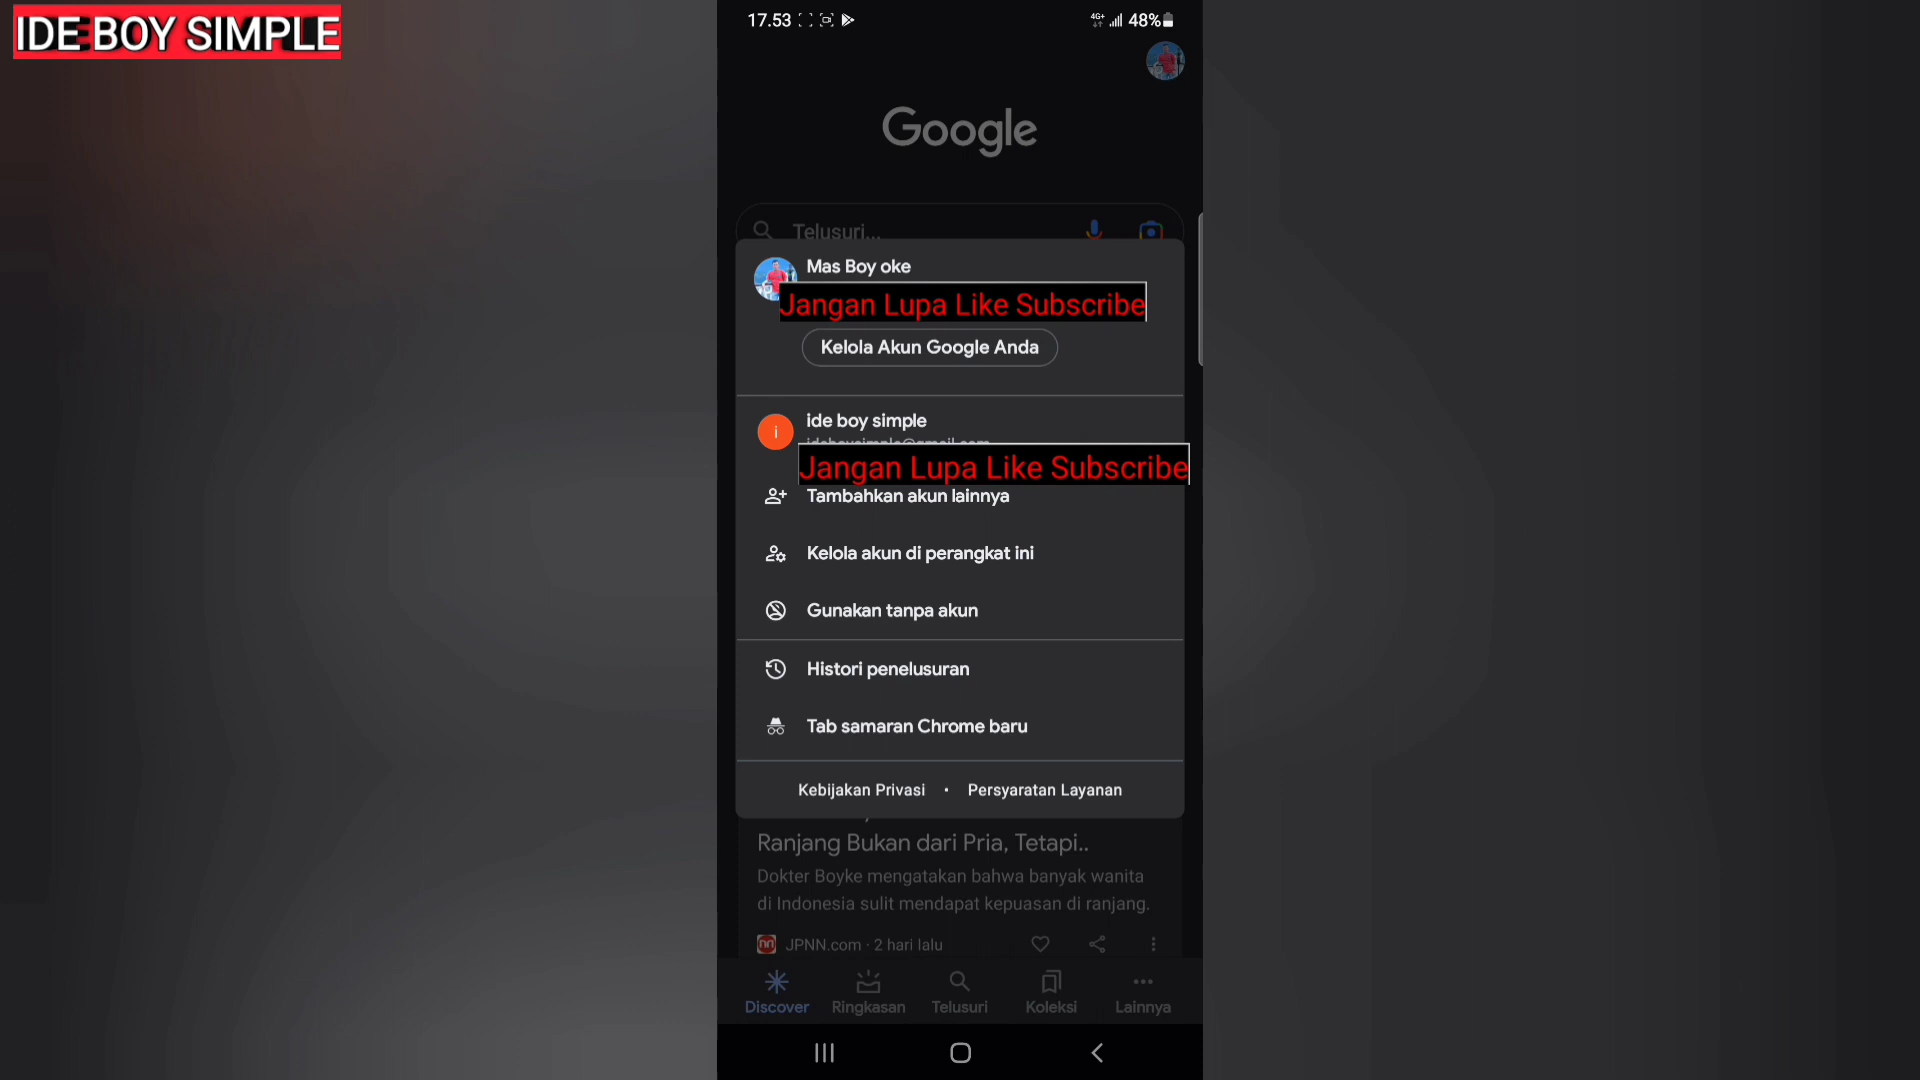 IDE BOY SIMPLE
17.53
4G+
48%
Google
Telusuri...
Mas Boy oke
Jangan Lupa Like Subscribe
Kelola Akun Google Anda
i
ide boy simple
Jangan Lupa Like Subscribe
Tambahkan akun lainnya
Kelola akun di perangkat ini
Gunakan tanpa akun
Histori penelusuran
Tab samaran Chrome baru
Kebijakan Privasi • Persyaratan Layanan
Ranjang Bukan dari Pria, Tetapi..
Dokter Boyke mengatakan bahwa banyak wanita
di Indonesia sulit mendapat kepuasan di ranjang.
JPNN.com · 2 hari lalu
Discover Ringkasan Telusuri Koleksi Lainnya